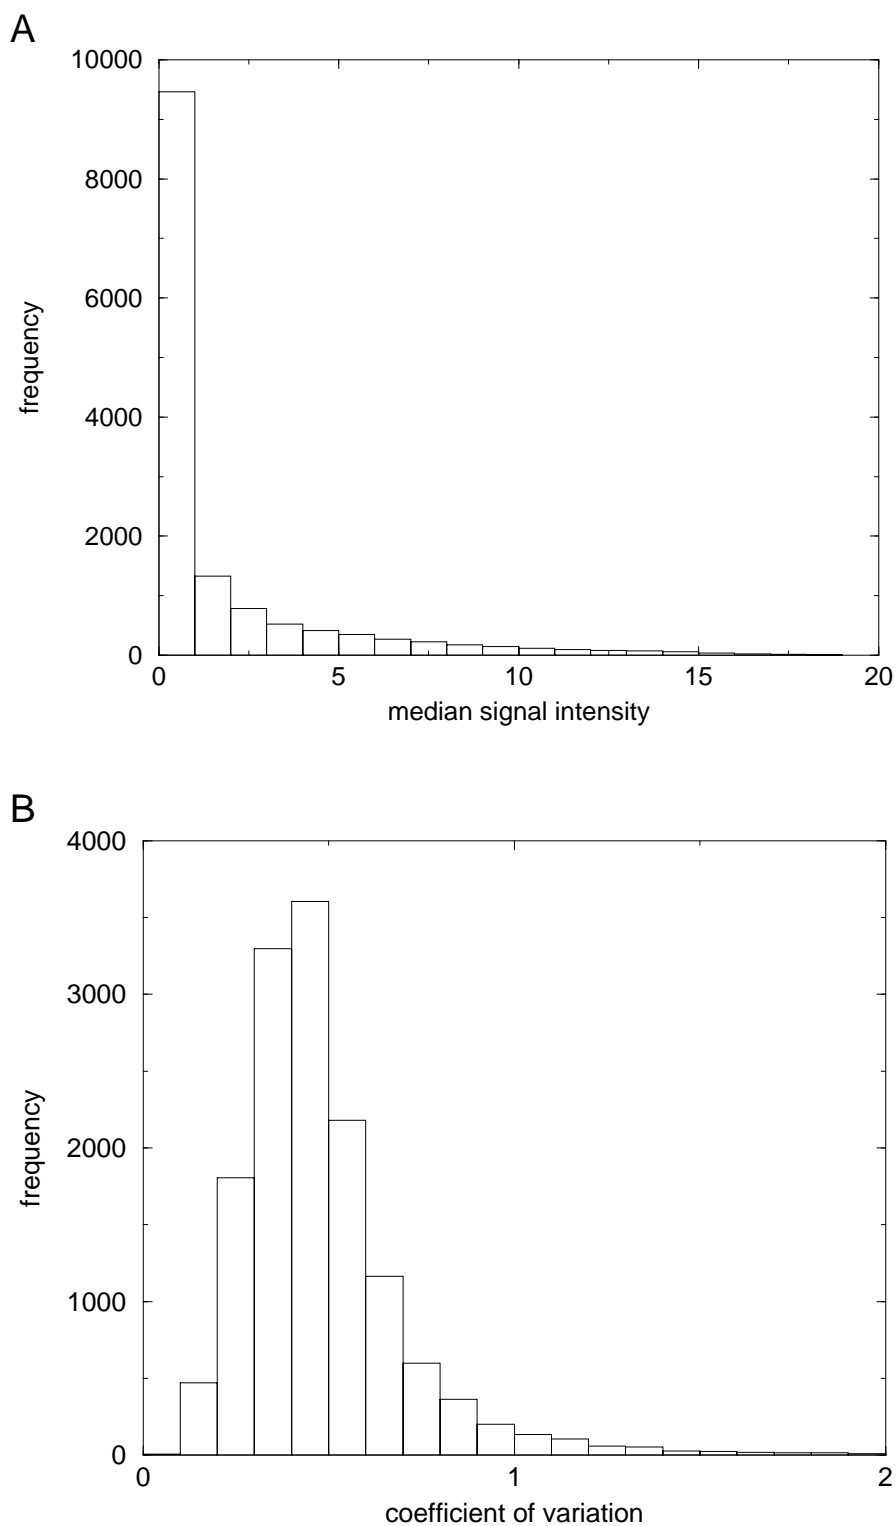 A
10000
8000
6000
4000
2000
0
frequency
0 5 10 15 20
median signal intensity
B
4000
3000
2000
1000
0
frequency
0 1 2
coefficient of variation